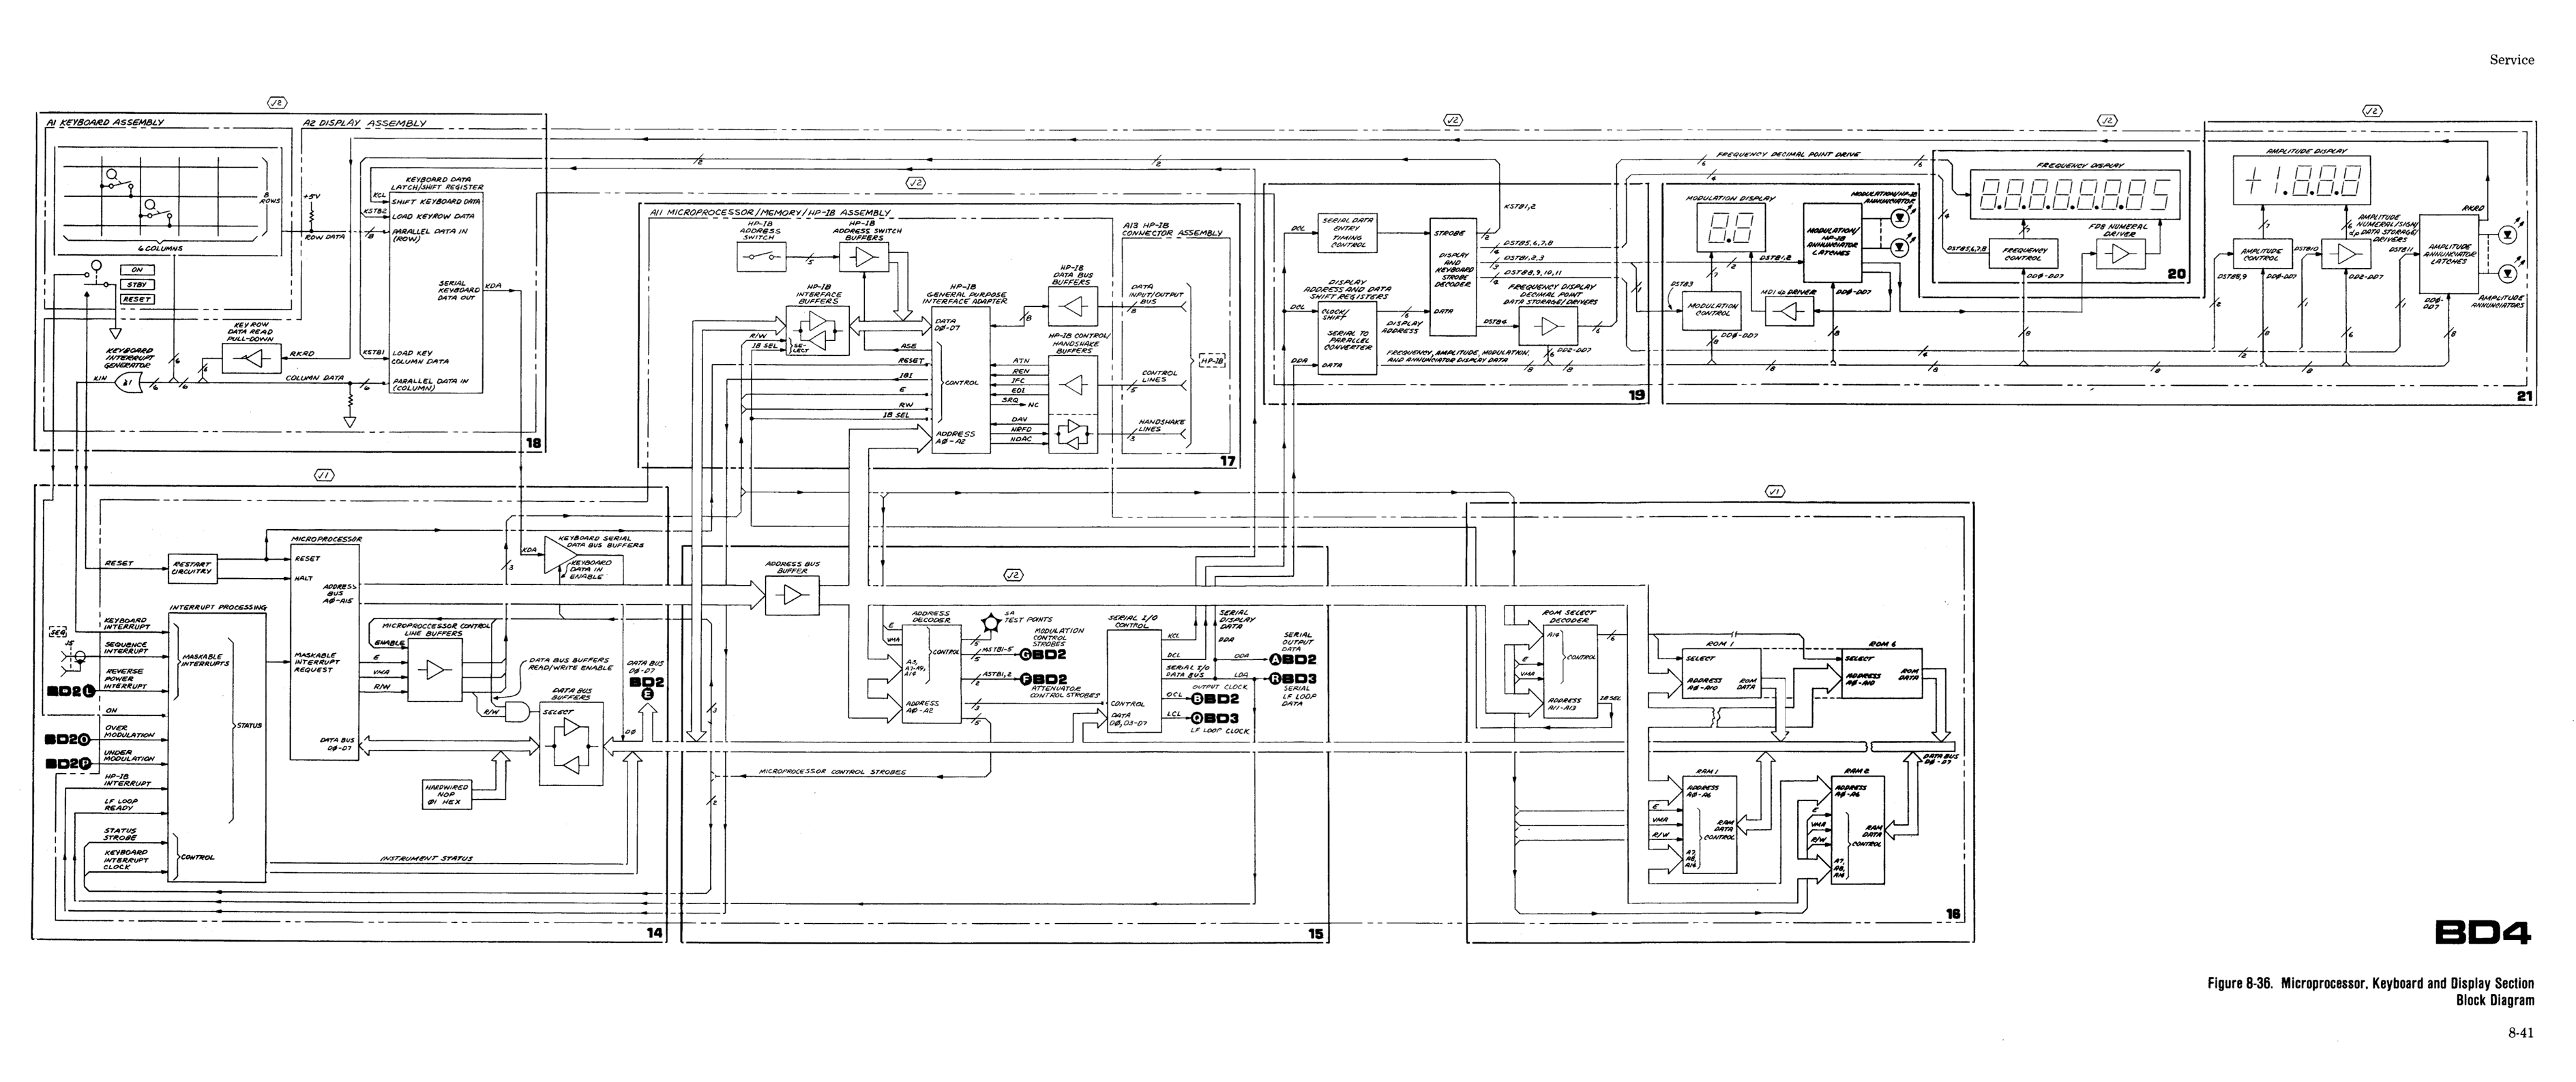 Service
J2
A1 KEYBOARD ASSEMBLY
A2 DISPLAY ASSEMBLY
8
ROWS
6 COLUMNS
+5V
ROW DATA
ON
STBY
RESET
KEY ROW
DATA READ
PULL-DOWN
RKRD
KEYBOARD
INTERRUPT
GENERATOR
KIN
≥1
COLUMN DATA
KEYBOARD DATA
LATCH/SHIFT REGISTER
KCL
SHIFT KEYBOARD DATA
KSTB2
LOAD KEYROW DATA
PARALLEL DATA IN
(ROW)
SERIAL
KEYBOARD
DATA OUT
KDA
KSTB1
LOAD KEY
COLUMN DATA
PARALLEL DATA IN
(COLUMN)
18
J2
A11 MICROPROCESSOR/MEMORY/HP-IB ASSEMBLY
HP-IB
ADDRESS
SWITCH
HP-IB
ADDRESS SWITCH
BUFFERS
HP-IB
INTERFACE
BUFFERS
R/W
IB SEL
SE-
LECT
HP-IB
GENERAL PURPOSE
INTERFACE ADAPTER
DATA
DØ-D7
ASE
RESET
IBI
E
RW
IB SEL
CONTROL
ADDRESS
AØ-A2
HP-IB
DATA BUS
BUFFERS
HP-IB CONTROL/
HANDSHAKE
BUFFERS
ATN
REN
IFC
EOI
SRQ
NC
DAV
NRFD
NDAC
A13 HP-IB
CONNECTOR ASSEMBLY
DATA
INPUT/OUTPUT
BUS
CONTROL
LINES
HANDSHAKE
LINES
HP-IB
17
J2
DCL
SERIAL DATA
ENTRY
TIMING
CONTROL
DISPLAY
ADDRESS AND DATA
SHIFT REGISTERS
DCL
CLOCK/
SHIFT
SERIAL TO
PARALLEL
CONVERTER
DDA
DATA
DISPLAY
ADDRESS
STROBE
DISPLAY
AND
KEYBOARD
STROBE
DECODER
DATA
KSTB1,2
DSTB5,6,7,8
DSTB1,2,3
DSTB8,9,10,11
FREQUENCY DISPLAY
DECIMAL POINT
DATA STORAGE/DRIVERS
DSTB4
DD2-DD7
FREQUENCY, AMPLITUDE, MODULATION,
AND ANNUNCIATOR DISPLAY DATA
19
FREQUENCY DECIMAL POINT DRIVE
MODULATION DISPLAY
8.8
DSTB3
MODULATION
CONTROL
DDØ-DD7
MD1 dp DRIVER
DSTB1,2
MODULATION/HP-IB
ANNUNCIATOR
MODULATION/
HP-IB
ANNUNCIATOR
LATCHES
DDØ-DD7
J2
FREQUENCY DISPLAY
8.8.8.8.8.8.8 5
DSTB5,6,7,8
FREQUENCY
CONTROL
FD8 NUMERAL
DRIVER
DDØ-DD7
20
J2
AMPLITUDE DISPLAY
+1.8.8.8
AMPLITUDE
NUMERAL/SIGN/
dp DATA STORAGE/
DRIVERS
AMPLITUDE
CONTROL
DSTB8,9
DDØ-DD7
DSTB10
DD2-DD7
DSTB11
RKRD
AMPLITUDE
ANNUNCIATOR
LATCHES
DDØ-
DD7
AMPLITUDE
ANNUNCIATORS
21
J1
RESET
RESTART
CIRCUITRY
MICROPROCESSOR
RESET
HALT
ADDRESS
BUS
AØ-A15
MASKABLE
INTERRUPT
REQUEST
DATA BUS
DØ-D7
INTERRUPT PROCESSING
SEQ
J5
KEYBOARD
INTERRUPT
SEQUENCE
INTERRUPT
REVERSE
POWER
INTERRUPT
BD2 L
ON
OVER
MODULATION
BD2 O
UNDER
MODULATION
BD2 P
HP-IB
INTERRUPT
LF LOOP
READY
STATUS
STROBE
KEYBOARD
INTERRUPT
CLOCK
MASKABLE
INTERRUPTS
STATUS
CONTROL
MICROPROCCESSOR CONTROL
LINE BUFFERS
ENABLE
E
VMA
R/W
KDA
KEYBOARD SERIAL
DATA BUS BUFFERS
KEYBOARD
DATA IN
ENABLE
DATA BUS BUFFERS
READ/WRITE ENABLE
R/W
DATA BUS
BUFFERS
SELECT
DATA BUS
DØ-D7
BD2
E
DØ
HARDWIRED
NOP
Ø1 HEX
INSTRUMENT STATUS
14
ADDRESS BUS
BUFFER
J2
ADDRESS
DECODER
E
VMA
A3,
A7-A9,
A14
CONTROL
ADDRESS
AØ-A2
SA
TEST POINTS
MODULATION
CONTROL
STROBES
MSTB1-5
G BD2
ASTB1,2
F BD2
ATTENUATOR
CONTROL STROBES
MICROPROCESSOR CONTROL STROBES
SERIAL I/O
CONTROL
CONTROL
DATA
DØ,D3-D7
KCL
DCL
SERIAL I/O
DATA BUS
OCL
LCL
SERIAL
DISPLAY
DATA
DDA
ODA
LDA
SERIAL
OUTPUT
DATA
A BD2
R BD3
SERIAL
LF LOOP
DATA
OUTPUT CLOCK
B BD2
Q BD3
LF LOOP CLOCK
15
J1
ROM SELECT
DECODER
A14
E
VMA
CONTROL
ADDRESS
A11-A13
IB SEL
ROM 1
SELECT
ADDRESS
AØ-A10
ROM
DATA
ROM 6
SELECT
ADDRESS
AØ-A10
ROM
DATA
DATA BUS
DØ-D7
RAM 1
ADDRESS
AØ-A6
E
VMA
R/W
RAM
DATA
CONTROL
A7,
A8,
A14
RAM 2
ADDRESS
AØ-A6
E
VMA
R/W
RAM
DATA
CONTROL
A7,
A8,
A14
16
BD4
Figure 8-36. Microprocessor, Keyboard and Display Section
Block Diagram
8-41